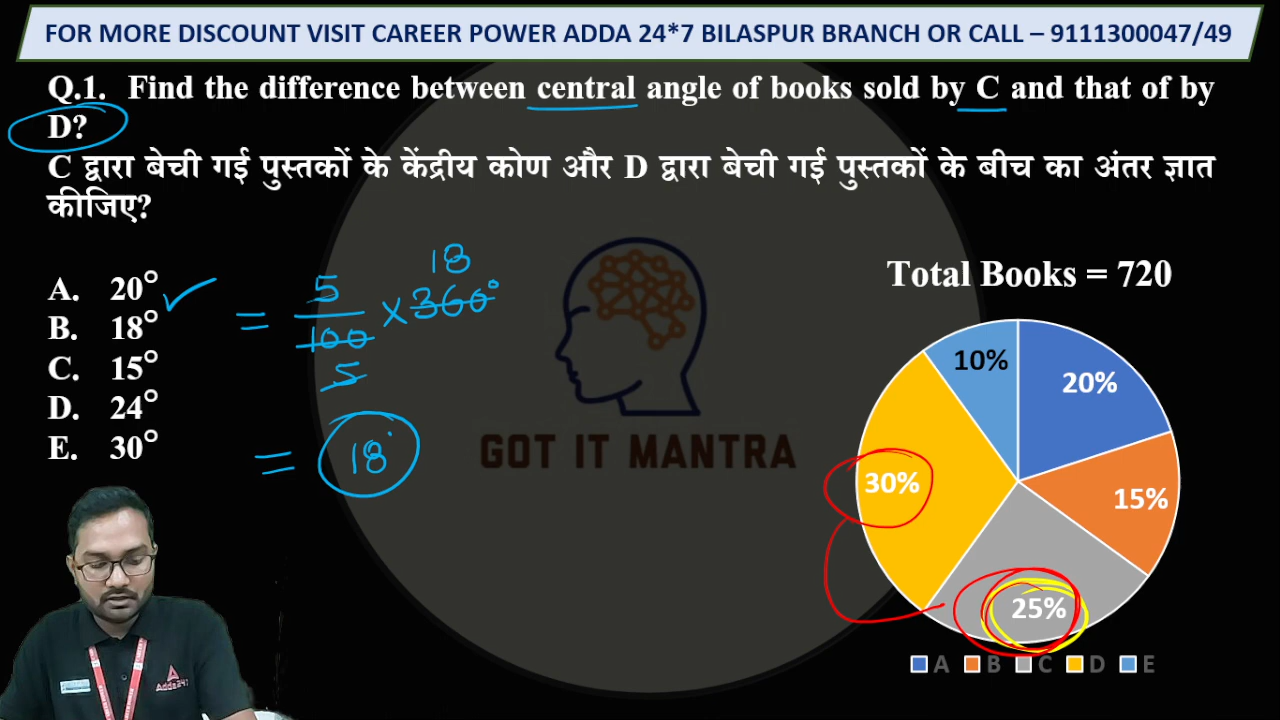 FOR MORE DISCOUNT VISIT CAREER POWER ADDA 24*7 BILASPUR BRANCH OR CALL – 9111300047/49
Q.1. Find the difference between central angle of books sold by C and that of by
D?
C द्वारा बेची गई पुस्तकों के केंद्रीय कोण और D द्वारा बेची गई पुस्तकों के बीच का अंतर ज्ञात
कीजिए?
A. 20°
B. 18°
C. 15°
D. 24°
E. 30°
18
= 5/100 × 360°
5
= 18°
GOT IT MANTRA
Total Books = 720
10%
20%
30%
15%
25%
A B C D E